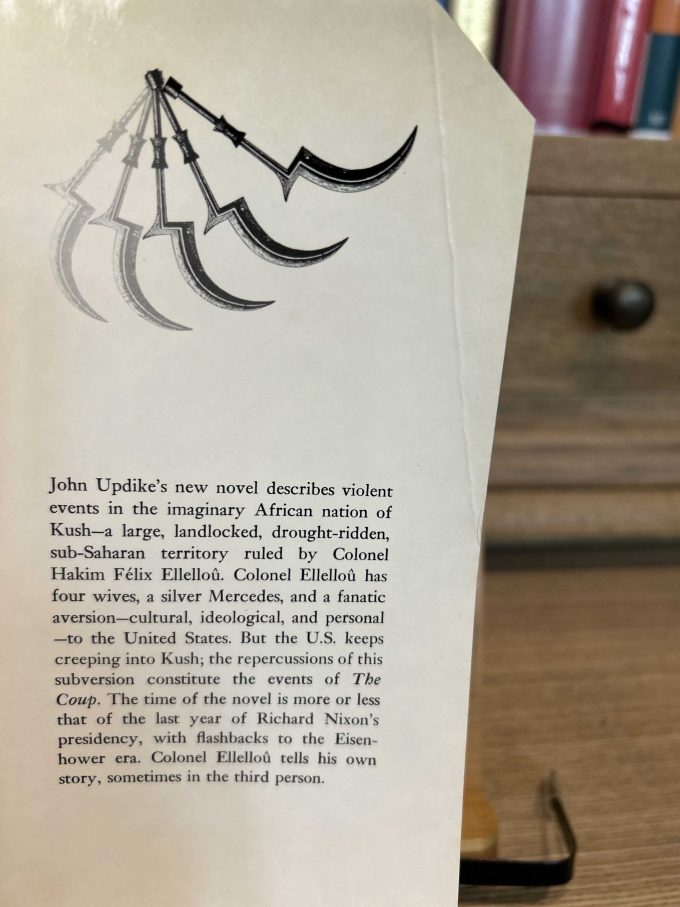 John Updike's new novel describes violent
events in the imaginary African nation of
Kush—a large, landlocked, drought-ridden,
sub-Saharan territory ruled by Colonel
Hakim Félix Ellelloû. Colonel Ellelloû has
four wives, a silver Mercedes, and a fanatic
aversion—cultural, ideological, and personal
—to the United States. But the U.S. keeps
creeping into Kush; the repercussions of this
subversion constitute the events of The
Coup. The time of the novel is more or less
that of the last year of Richard Nixon's
presidency, with flashbacks to the Eisen-
hower era. Colonel Ellelloû tells his own
story, sometimes in the third person.